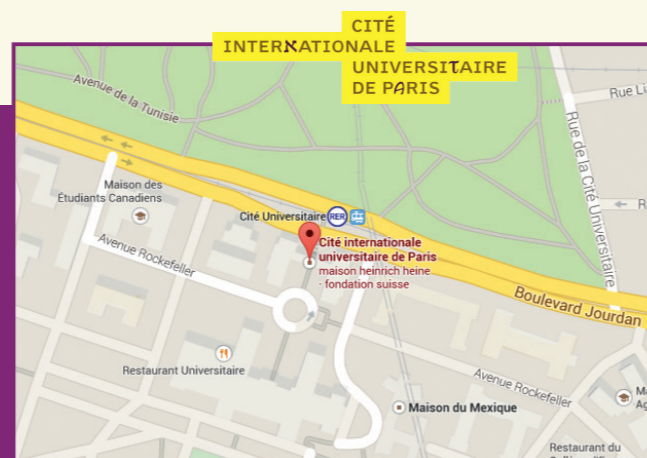 CITÉ
INTERNATIONALE
UNIVERSITAIRE
DE PARIS
Avenue de la Tunisie
Rue de la Cité Universitaire
Maison des
Étudiants Canadiens
Cité Universitaire RER
Cité internationale
universitaire de Paris
maison heinrich heine
- fondation suisse
Avenue Rockefeller
Boulevard Jourdan
Restaurant Universitaire
Avenue Rockefeller
Maison du Mexique
Restaurant du